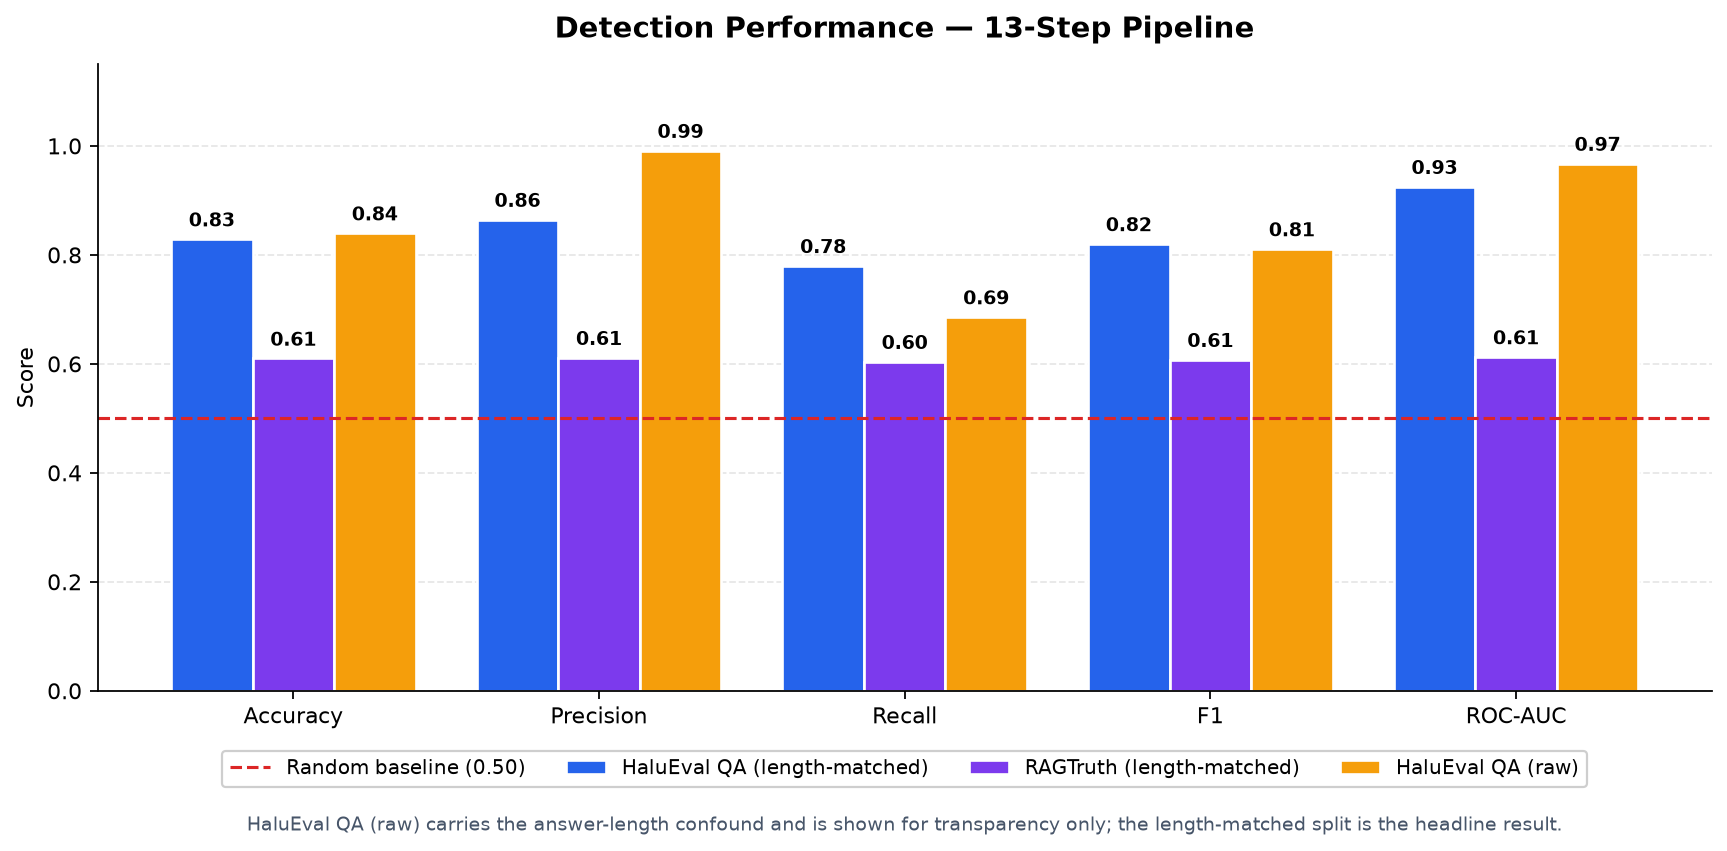 Detection Performance — 13-Step Pipeline
Score
1.0
0.8
0.6
0.4
0.2
0.0
0.83
0.61
0.84
0.86
0.61
0.99
0.78
0.60
0.69
0.82
0.61
0.81
0.93
0.61
0.97
Accuracy
Precision
Recall
F1
ROC-AUC
Random baseline (0.50)
HaluEval QA (length-matched)
RAGTruth (length-matched)
HaluEval QA (raw)
HaluEval QA (raw) carries the answer-length confound and is shown for transparency only; the length-matched split is the headline result.